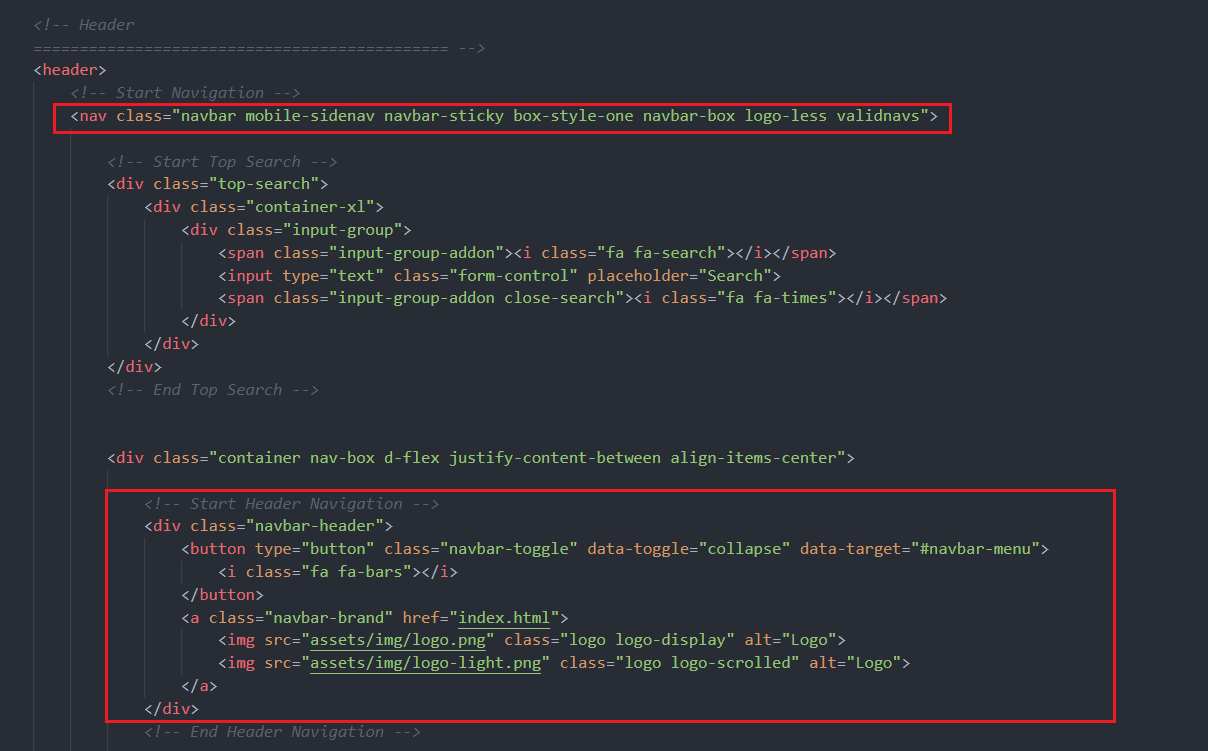 <!-- Header
============================================= -->
<header>
<!-- Start Navigation -->
<nav class="navbar mobile-sidenav navbar-sticky box-style-one navbar-box logo-less validnavs">
<!-- Start Top Search -->
<div class="top-search">
<div class="container-xl">
<div class="input-group">
<span class="input-group-addon"><i class="fa fa-search"></i></span>
<input type="text" class="form-control" placeholder="Search">
<span class="input-group-addon close-search"><i class="fa fa-times"></i></span>
</div>
</div>
</div>
<!-- End Top Search -->
<div class="container nav-box d-flex justify-content-between align-items-center">
<!-- Start Header Navigation -->
<div class="navbar-header">
<button type="button" class="navbar-toggle" data-toggle="collapse" data-target="#navbar-menu">
<i class="fa fa-bars"></i>
</button>
<a class="navbar-brand" href="index.html">
<img src="assets/img/logo.png" class="logo logo-display" alt="Logo">
<img src="assets/img/logo-light.png" class="logo logo-scrolled" alt="Logo">
</a>
</div>
<!-- End Header Navigation -->